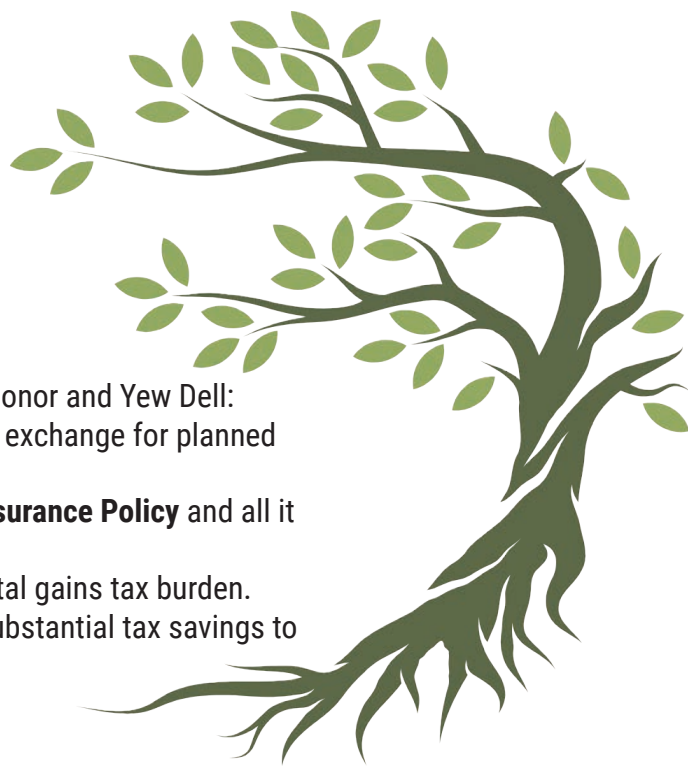 onor and Yew Dell:
exchange for planned
surance Policy and all it
tal gains tax burden.
ubstantial tax savings to